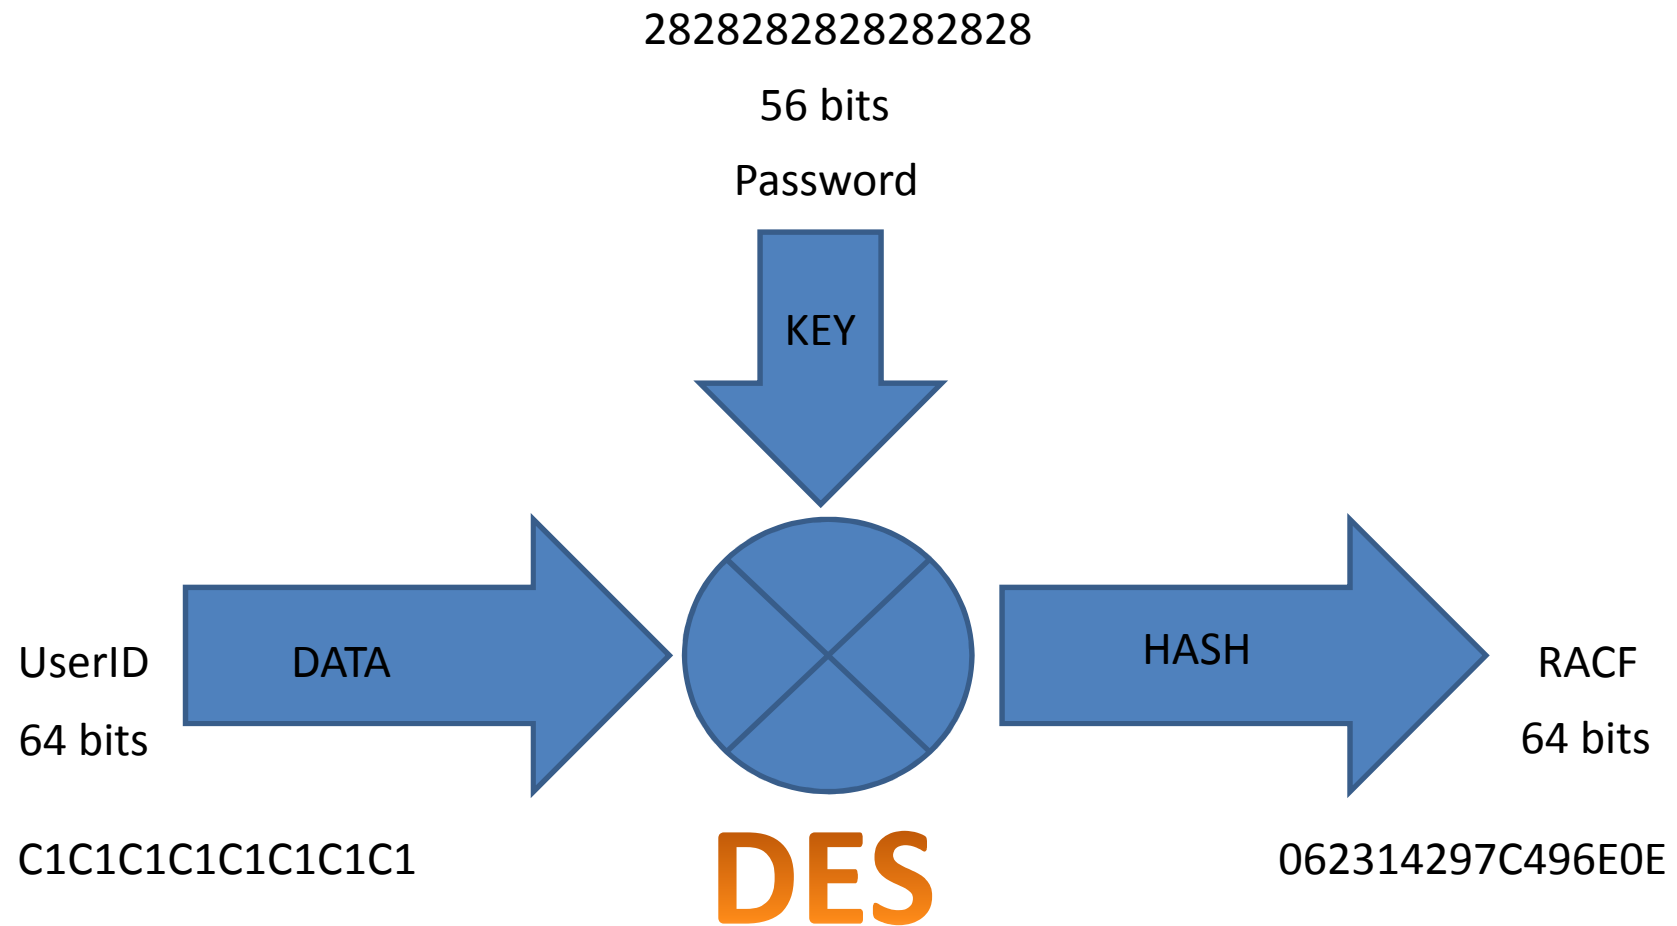 2828282828282828
56 bits
Password
KEY
UserID
64 bits
DATA
HASH
RACF
64 bits
C1C1C1C1C1C1C1C1
DES
062314297C496E0E